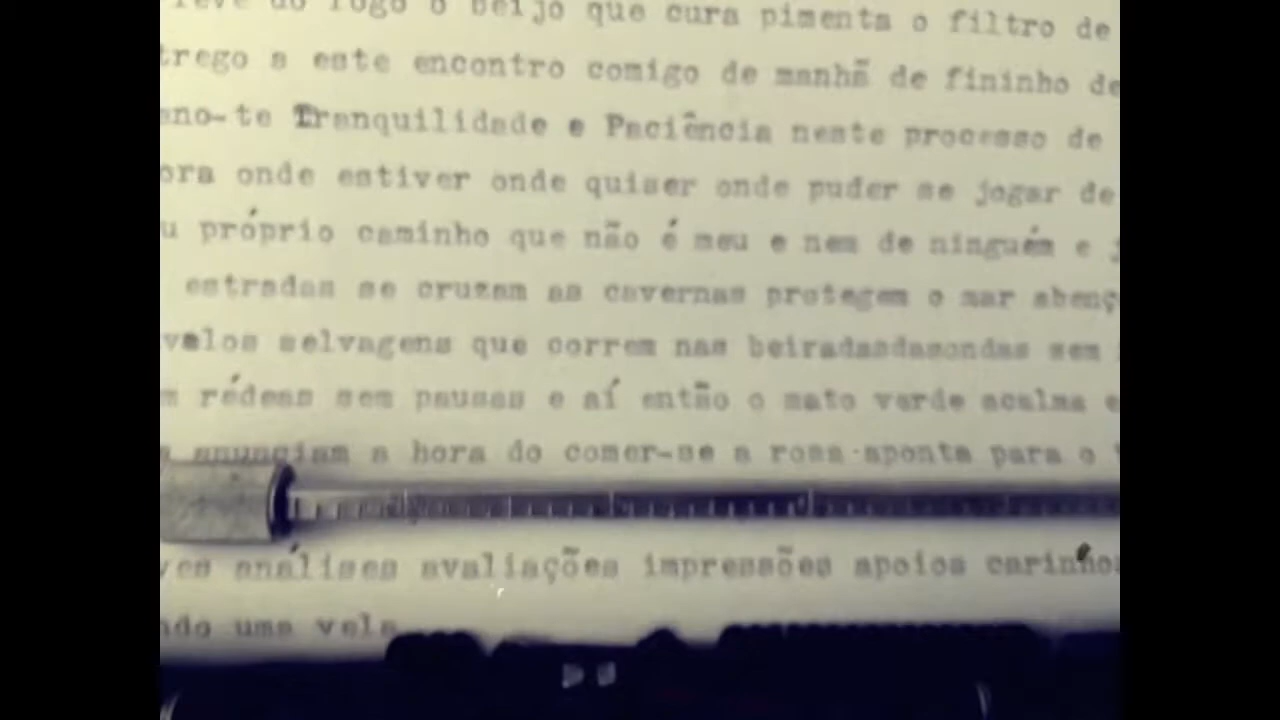 leve do fogo o beijo que cura pimenta o filtro de
trego a este encontro comigo de manhã de fininho de
ano-te Tranquilidade e Paciência neste processo de
ora onde estiver onde quiser onde puder se jogar de
u próprio caminho que não é meu e nem de ninguém e j
estradas se cruzam as cavernas protegem o mar abenç
valos selvagens que correm nas beiradasdasondas sem
m rédeas sem pausas e aí então o mato verde acalma e
anunciam a hora do comer-se a rosa aponta para o
ves análises avaliações impressões apoios carinhos
ndo uma vela